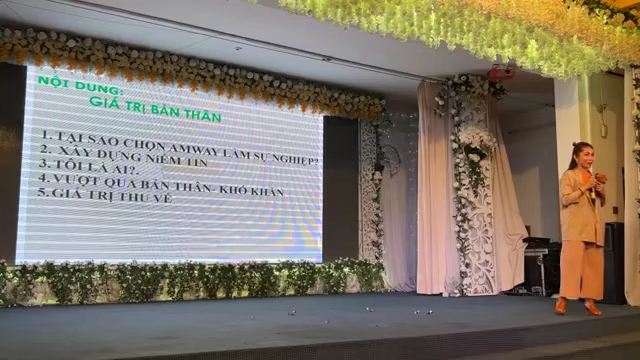 NỘI DUNG:
GIÁ TRỊ BẢN THÂN
1. TẠI SAO CHỌN AMWAY LÀM SỰ NGHIỆP?
2. XÂY DỰNG NIỀM TIN
3. TÔI LÀ AI?.
4.VƯỢT QUA BẢN THÂN- KHÓ KHĂN
5.GIÁ TRỊ THU VỀ